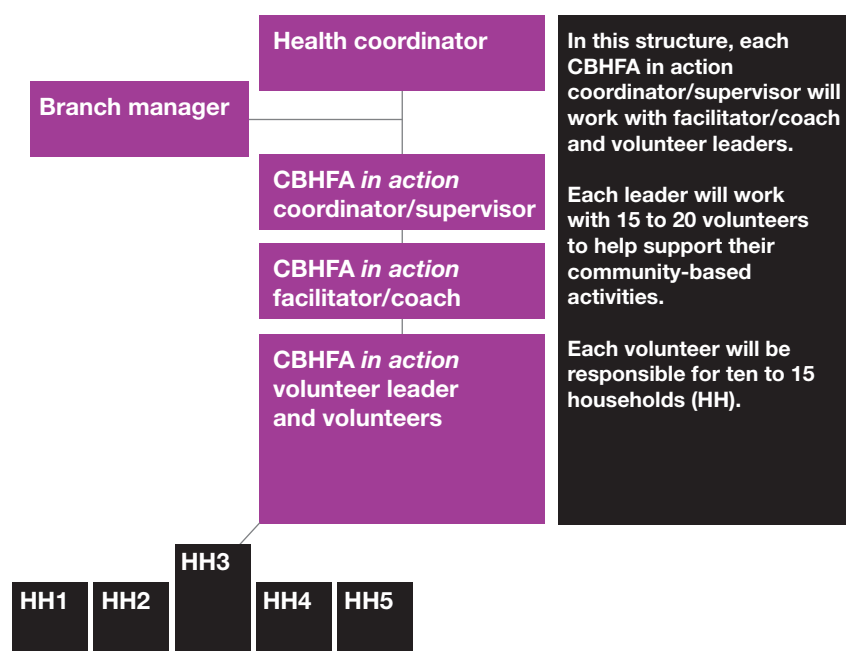 Health coordinator
Branch manager
CBHFA in action
coordinator/supervisor
CBHFA in action
facilitator/coach
CBHFA in action
volunteer leader
and volunteers
HH1
HH2
HH3
HH4
HH5
In this structure, each
CBHFA in action
coordinator/supervisor will
work with facilitator/coach
and volunteer leaders.
Each leader will work
with 15 to 20 volunteers
to help support their
community-based
activities.
Each volunteer will be
responsible for ten to 15
households (HH).